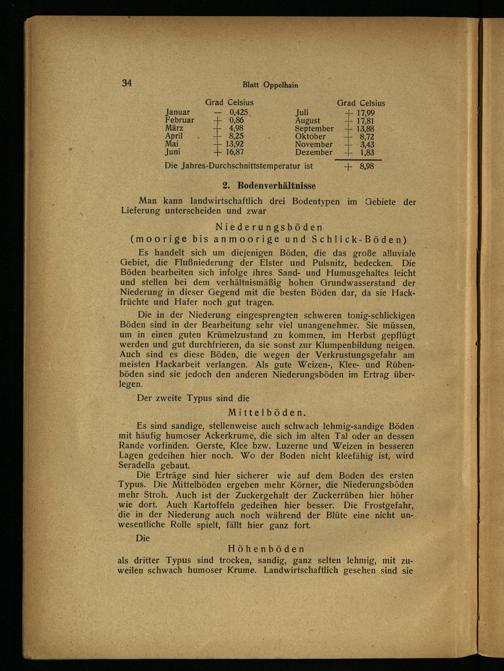 34
Blatt Oppelhain
Grad Celsius Grad Celsius
Januar — 0,425 Juli + 17,99
Februar + 0,86 August + 17,81
März + 4,98 September + 13,88
April + 8,25 Oktober + 8,72
Mai + 13,92 November + 3,43
Juni + 16,87 Dezember + 1,83
Die Jahres-Durchschnittstemperatur ist + 8,98
2. Bodenverhältnisse
Man kann landwirtschaftlich drei Bodentypen im Gebiete der
Lieferung unterscheiden und zwar
Niederungsböden
(moorige bis anmoorige und Schlick-Böden)
Es handelt sich um diejenigen Böden, die das große alluviale
Gebiet, die Flußniederung der Elster und Pulsnitz, bedecken. Die
Böden bearbeiten sich infolge ihres Sand- und Humusgehaltes leicht
und stellen bei dem verhältnismäßig hohen Grundwasserstand der
Niederung in dieser Gegend mit die besten Böden dar, da sie Hack-
früchte und Hafer noch gut tragen.
Die in der Niederung eingesprengten schweren tonig-schlickigen
Böden sind in der Bearbeitung sehr viel unangenehmer. Sie müssen,
um in einen guten Krümelzustand zu kommen, im Herbst gepflügt
werden und gut durchfrieren, da sie sonst zur Klumpenbildung neigen.
Auch sind es diese Böden, die wegen der Verkrustungsgefahr am
meisten Hackarbeit verlangen. Als gute Weizen-, Klee- und Rüben-
böden sind sie jedoch den anderen Niederungsböden im Ertrag über-
legen.
Der zweite Typus sind die
Mittelböden.
Es sind sandige, stellenweise auch schwach lehmig-sandige Böden
mit häufig humoser Ackerkrume, die sich im alten Tal oder an dessen
Rande vorfinden. Gerste, Klee bzw. Luzerne und Weizen in besseren
Lagen gedeihen hier noch. Wo der Boden nicht kleefähig ist, wird
Seradella gebaut.
Die Erträge sind hier sicherer wie auf dem Boden des ersten
Typus. Die Mittelböden ergeben mehr Körner, die Niederungsböden
mehr Stroh. Auch ist der Zuckergehalt der Zuckerrüben hier höher
wie dort. Auch Kartoffeln gedeihen hier besser. Die Frostgefahr,
die in der Niederung auch noch während der Blüte eine nicht un-
wesentliche Rolle spielt, fällt hier ganz fort.
Die
Höhenböden
als dritter Typus sind trocken, sandig, ganz selten lehmig, mit zu-
weilen schwach humoser Krume. Landwirtschaftlich gesehen sind sie